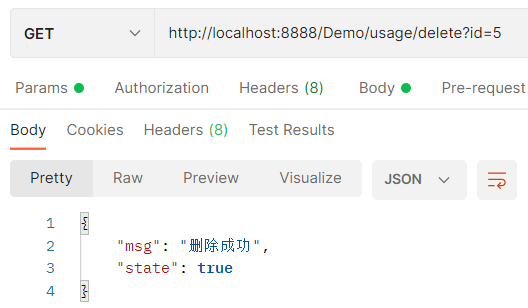 GET http://localhost:8888/Demo/usage/delete?id=5
Params Authorization Headers (8) Body Pre-request
Body Cookies Headers (8) Test Results
Pretty Raw Preview Visualize JSON
1 {
2 "msg": "删除成功",
3 "state": true
4 }